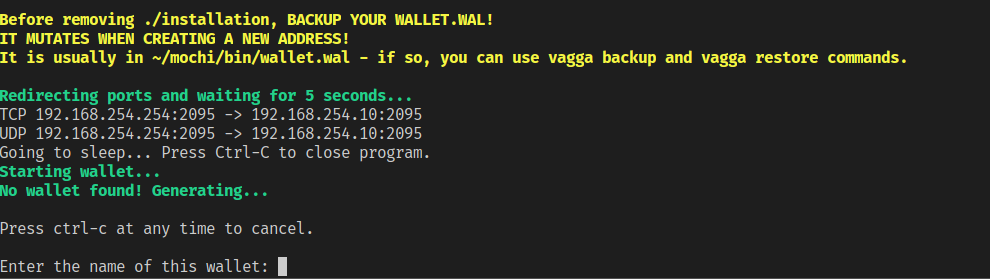 Before removing ./installation, BACKUP YOUR WALLET.WAL!
IT MUTATES WHEN CREATING A NEW ADDRESS!
It is usually in ~/mochi/bin/wallet.wal - if so, you can use vagga backup and vagga restore commands.
Redirecting ports and waiting for 5 seconds...
TCP 192.168.254.254:2095 -> 192.168.254.10:2095
UDP 192.168.254.254:2095 -> 192.168.254.10:2095
Going to sleep... Press Ctrl-C to close program.
Starting wallet...
No wallet found! Generating...
Press ctrl-c at any time to cancel.
Enter the name of this wallet: